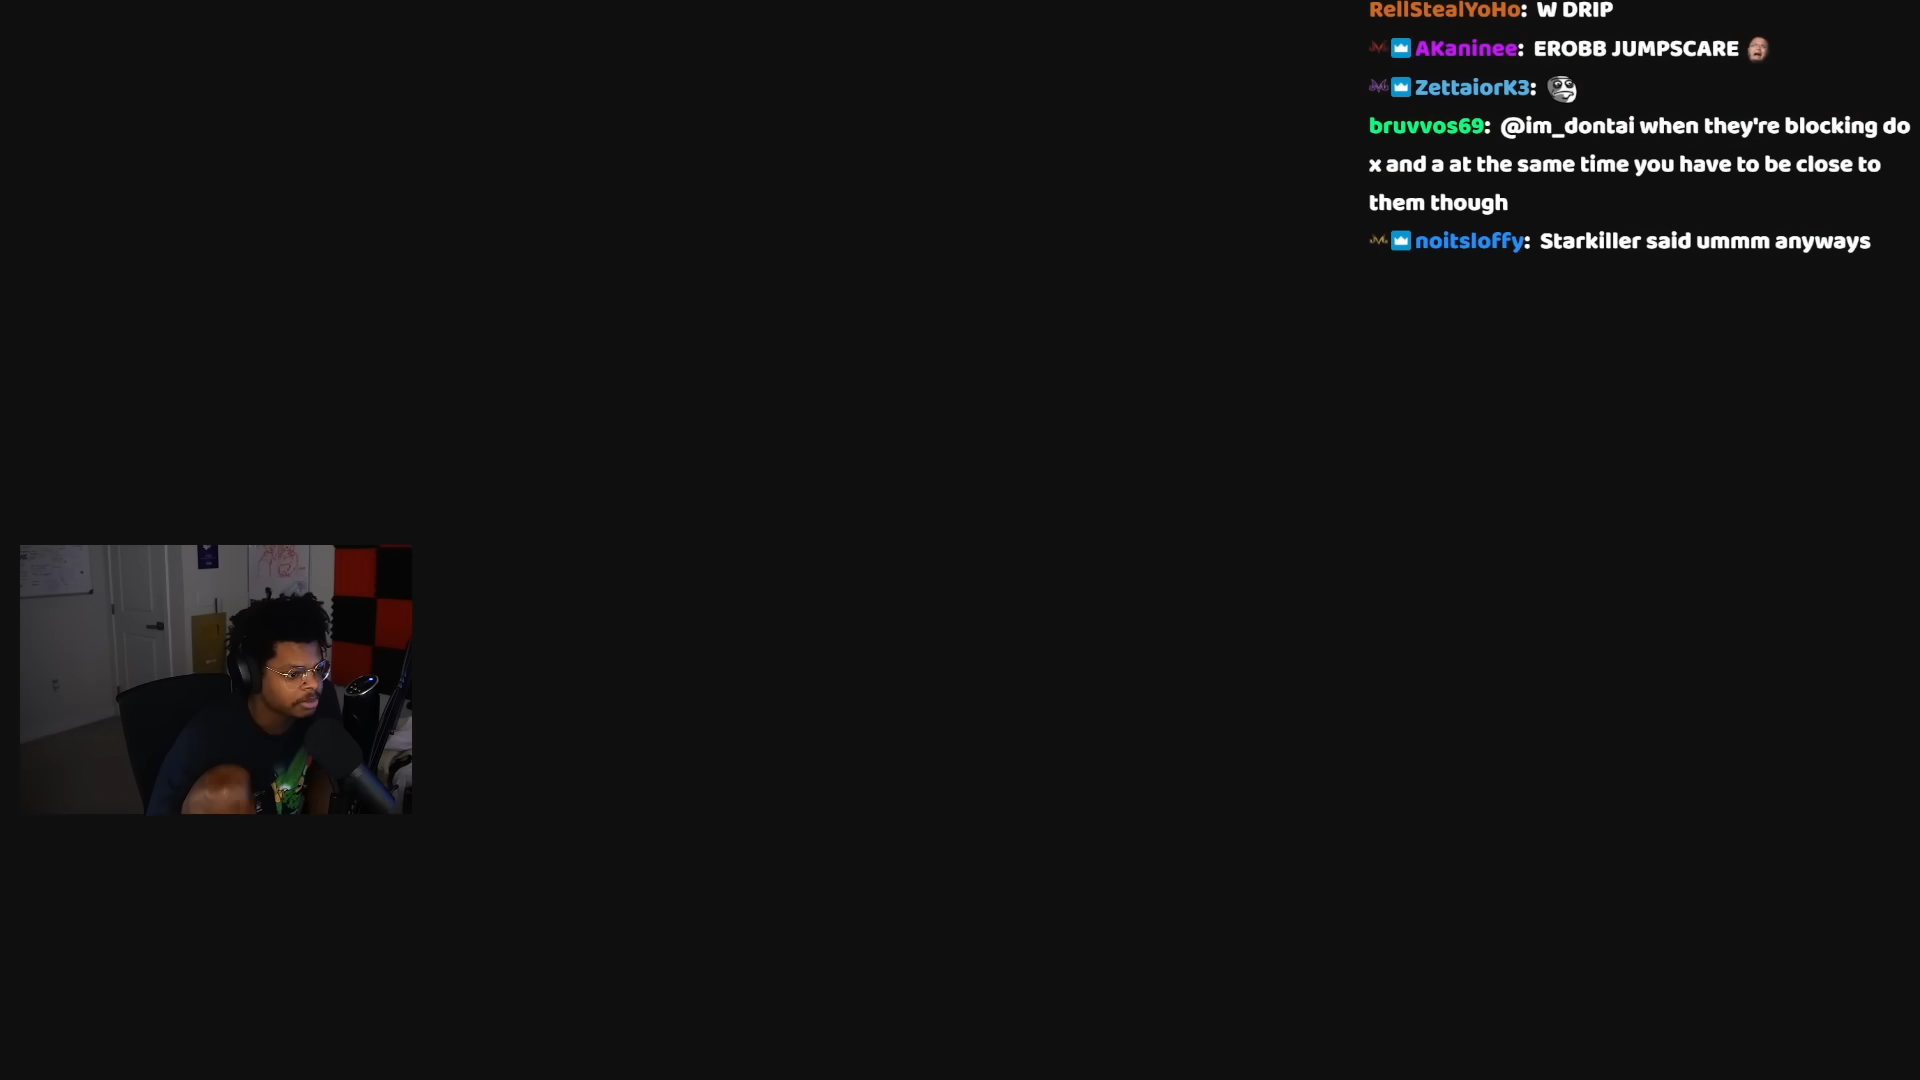 RellStealYoHo: W DRIP
AKaninee: EROBB JUMPSCARE
ZettaiorK3:
bruvvos69: @im_dontai when they're blocking do
x and a at the same time you have to be close to
them though
noitsloffy: Starkiller said ummm anyways